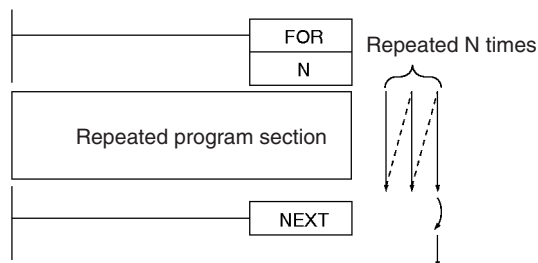 FOR
N
Repeated N times
Repeated program section
NEXT